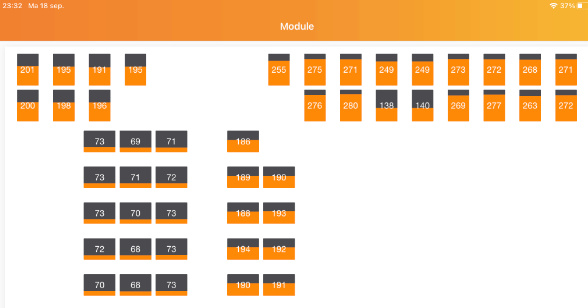 23:32 Ma 18 sep. 37%
Module
201 195 191 195 255 275 271 249 249 273 272 268 271
200 198 196 276 280 138 140 269 277 263 272
73 69 71 186
73 71 72 189 190
73 70 73 188 193
72 68 73 194 192
70 68 73 190 191